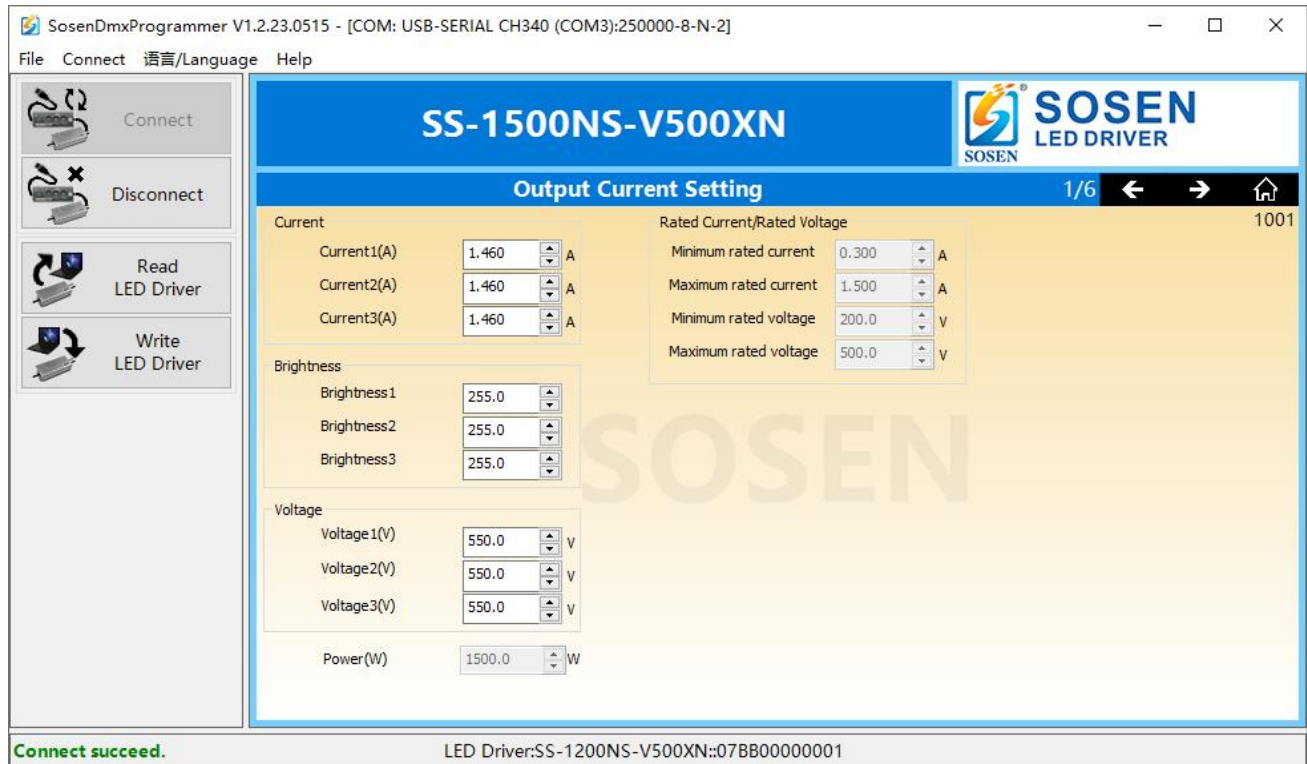 SosenDmxProgrammer V1.2.23.0515 - [COM: USB-SERIAL CH340 (COM3):250000-8-N-2]
File Connect 语言/Language Help
Connect
Disconnect
Read
LED Driver
Write
LED Driver
SS-1500NS-V500XN
SOSEN
®
SOSEN
LED DRIVER
Output Current Setting
1/6
1001
Current
Current1(A) 1.460 A
Current2(A) 1.460 A
Current3(A) 1.460 A
Brightness
Brightness1 255.0
Brightness2 255.0
Brightness3 255.0
Voltage
Voltage1(V) 550.0 V
Voltage2(V) 550.0 V
Voltage3(V) 550.0 V
Power(W) 1500.0 W
Rated Current/Rated Voltage
Minimum rated current 0.300 A
Maximum rated current 1.500 A
Minimum rated voltage 200.0 V
Maximum rated voltage 500.0 V
SOSEN
Connect succeed.
LED Driver:SS-1200NS-V500XN::07BB00000001